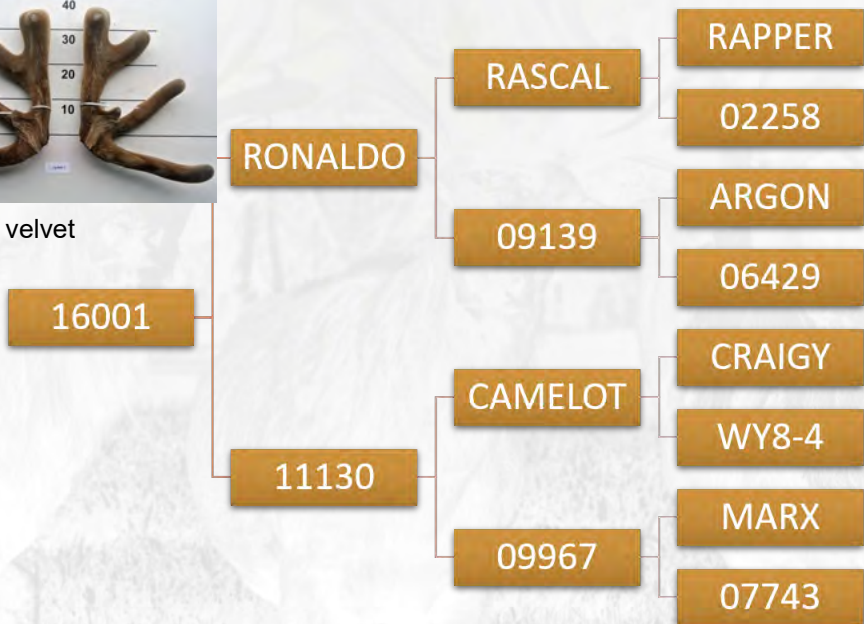 40
30
20
10
velvet
16001
RONALDO
11130
RASCAL
09139
CAMELOT
09967
RAPPER
02258
ARGON
06429
CRAIGY
WY8-4
MARX
07743